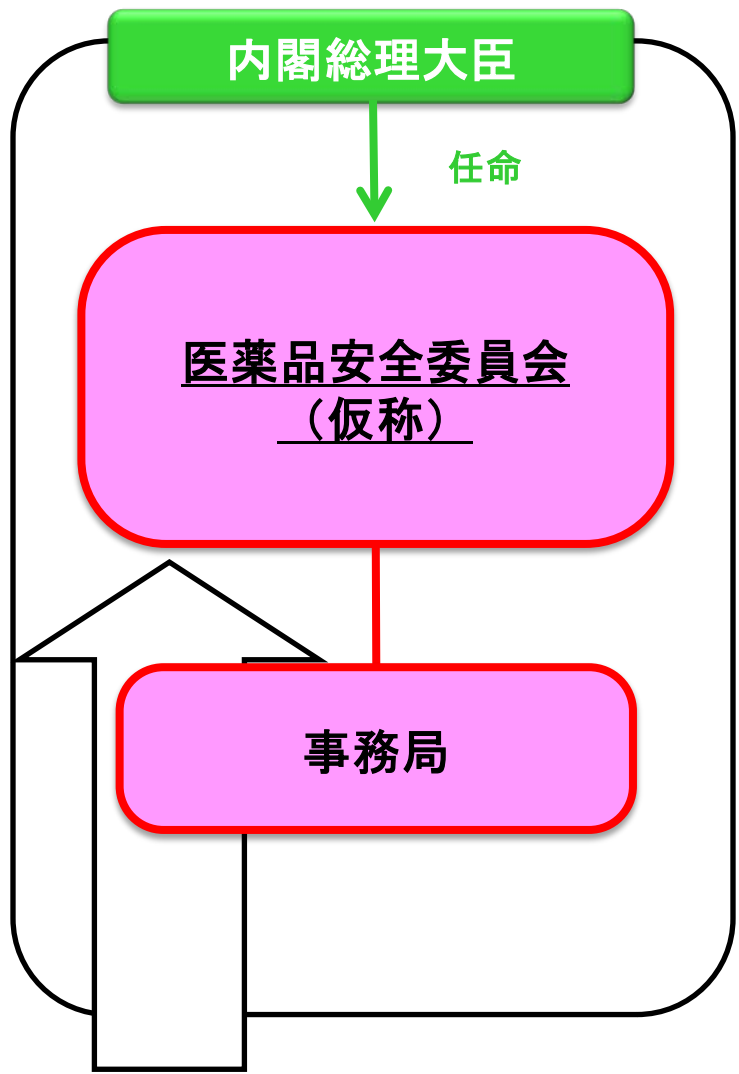 内閣総理大臣
任命
医薬品安全委員会
（仮称）
事務局